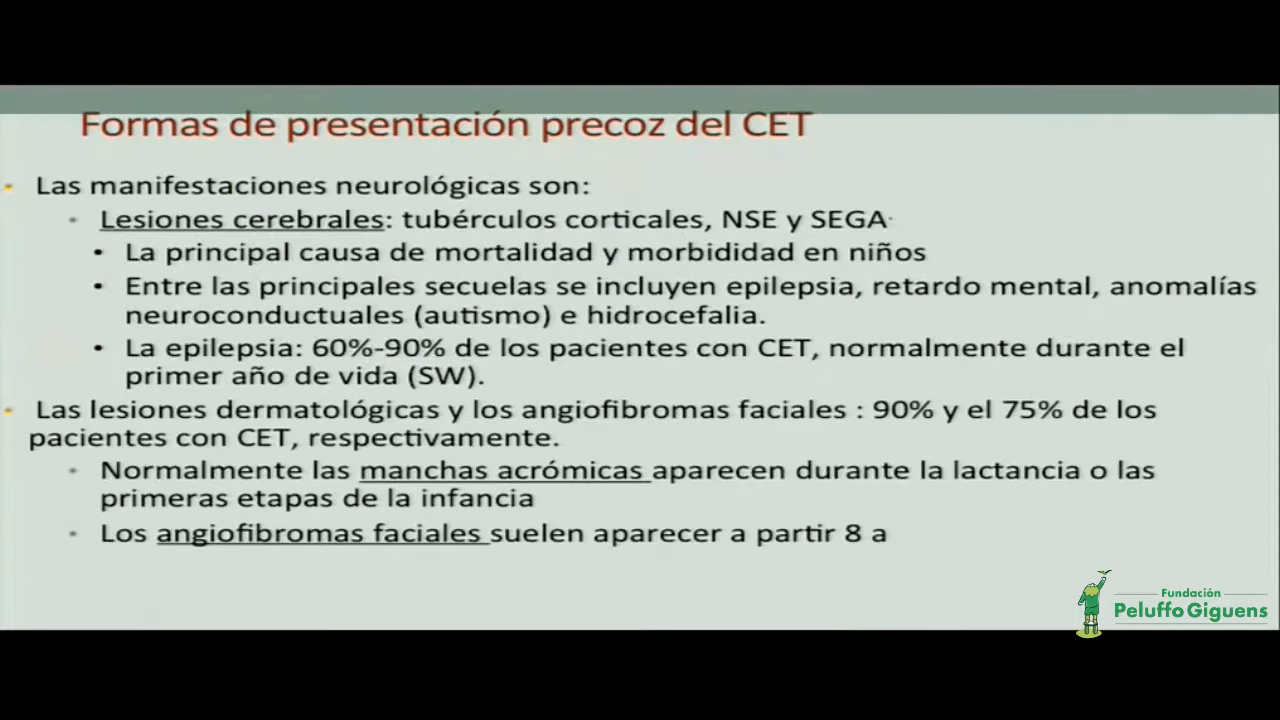 Formas de presentación precoz del CET
Las manifestaciones neurológicas son:
Lesiones cerebrales: tubérculos corticales, NSE y SEGA.
La principal causa de mortalidad y morbididad en niños
Entre las principales secuelas se incluyen epilepsia, retardo mental, anomalías
neuroconductuales (autismo) e hidrocefalia.
La epilepsia: 60%-90% de los pacientes con CET, normalmente durante el
primer año de vida (SW).
Las lesiones dermatológicas y los angiofibromas faciales : 90% y el 75% de los
pacientes con CET, respectivamente.
Normalmente las manchas acrómicas aparecen durante la lactancia o las
primeras etapas de la infancia
Los angiofibromas faciales suelen aparecer a partir 8 a
Fundación
Peluffo Giguens